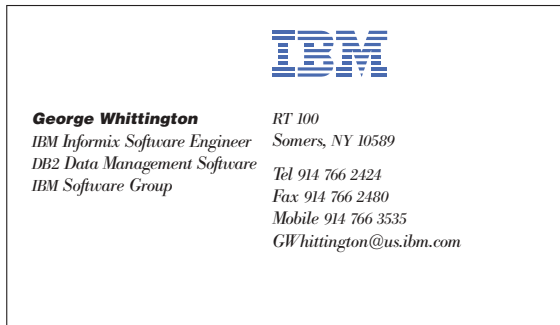 IBM
George Whittington
IBM Informix Software Engineer
DB2 Data Management Software
IBM Software Group
RT 100
Somers, NY 10589
Tel 914 766 2424
Fax 914 766 2480
Mobile 914 766 3535
GWhittington@us.ibm.com